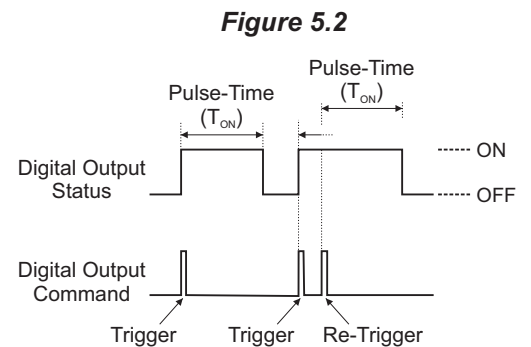 Figure 5.2
Pulse-Time
(TON)
Pulse-Time
(TON)
Digital Output
Status
ON
OFF
Digital Output
Command
Trigger
Trigger
Re-Trigger